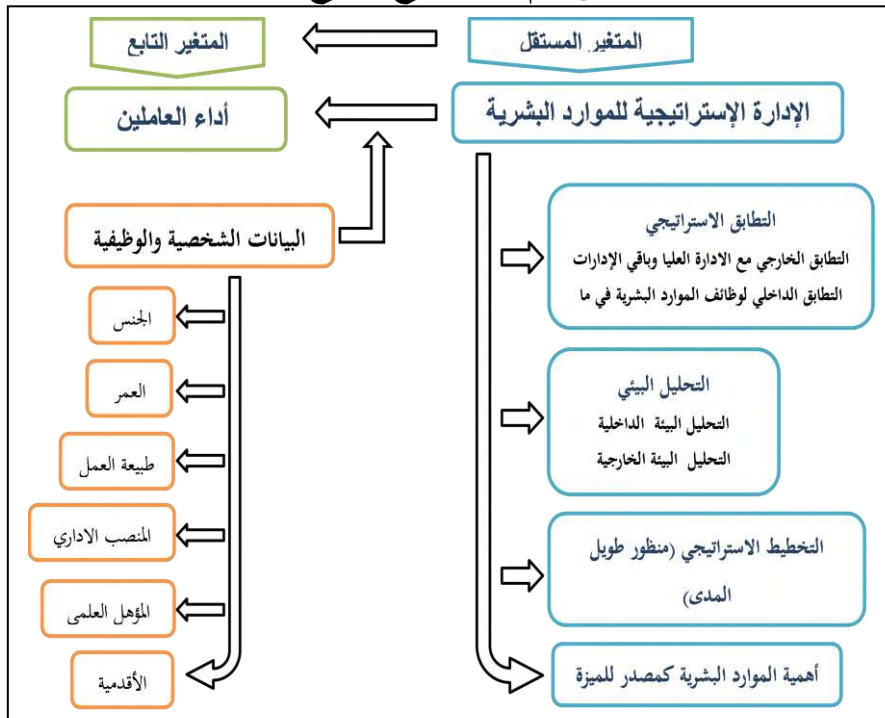 المتغير المستقل
المتغير التابع
الإدارة الإستراتيجية للموارد البشرية
أداء العاملين
التطابق الاستراتيجي
التطابق الخارجي مع الادارة العليا وباقي الإدارات
التطابق الداخلي لوظائف الموارد البشرية في ما
التحليل البيئي
التحليل البيئة الداخلية
التحليل البيئة الخارجية
التخطيط الاستراتيجي (منظور طويل
المدى)
أهمية الموارد البشرية كمصدر للميزة
البيانات الشخصية والوظيفية
الجنس
العمر
طبيعة العمل
المنصب الاداري
المؤهل العلمي
الأقدمية